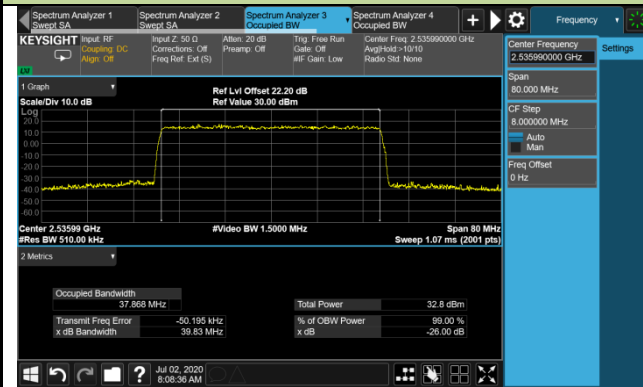 Spectrum Analyzer 1
Swept SA
Spectrum Analyzer 2
Swept SA
Spectrum Analyzer 3
Occupied BW
Spectrum Analyzer 4
Occupied BW
Frequency
KEYSIGHT
Input: RF
Coupling: DC
Align: Off
Input Z: 50 Ω
Corrections: Off
Freq Ref: Ext (S)
Atten: 20 dB
Preamp: Off
Trig: Free Run
Gate: Off
#IF Gain: Low
Center Freq: 2.535990000 GHz
Avg|Hold:>10/10
Radio Std: None
LV
Center Frequency
2.535990000 GHz
Settings
Span
80.000 MHz
CF Step
8.000000 MHz
Auto
Man
Freq Offset
0 Hz
1 Graph
Scale/Div 10.0 dB
Ref Lvl Offset 22.20 dB
Ref Value 30.00 dBm
Log
20.0
10.0
0.00
-10.0
-20.0
-30.0
-40.0
-50.0
-60.0
Center 2.53599 GHz
#Res BW 510.00 kHz
#Video BW 1.5000 MHz
Span 80 MHz
Sweep 1.07 ms (2001 pts)
2 Metrics
Occupied Bandwidth
37.868 MHz
Total Power
32.8 dBm
Transmit Freq Error
-50.195 kHz
% of OBW Power
99.00 %
x dB Bandwidth
39.83 MHz
x dB
-26.00 dB
?
Jul 02, 2020
8:08:36 AM